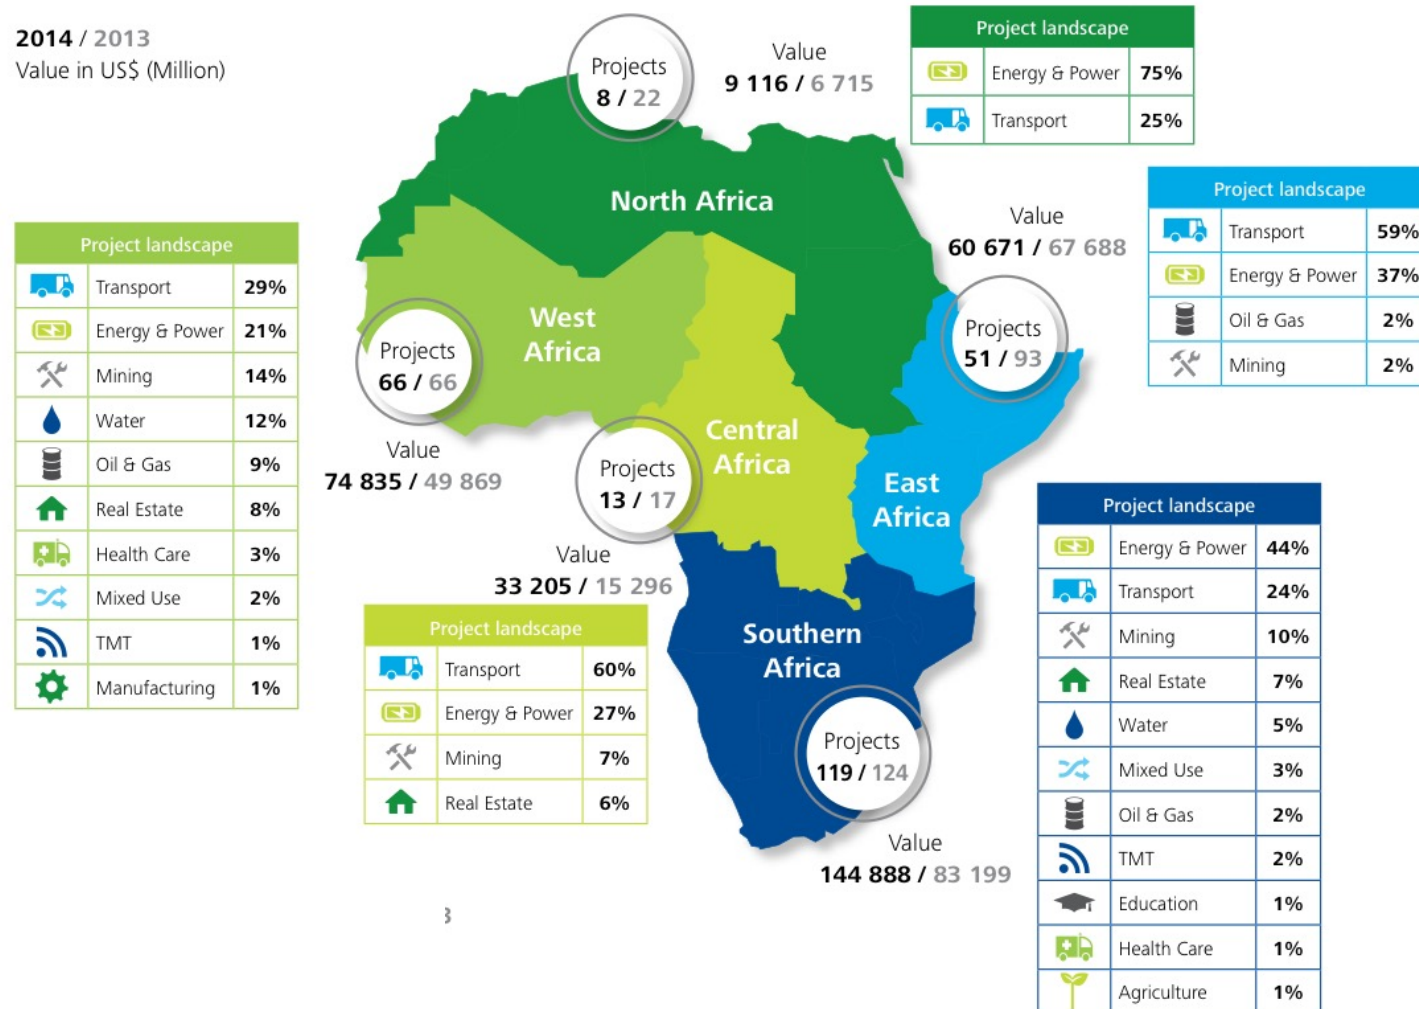 2014 / 2013
Value in US$ (Million)
Projects
8 / 22
Value
9 116 / 6 715
Project landscape
Energy & Power 75%
Transport 25%
North Africa
Value
60 671 / 67 688
Projects
51 / 93
Project landscape
Transport 59%
Energy & Power 37%
Oil & Gas 2%
Mining 2%
Project landscape
Transport 29%
Energy & Power 21%
Mining 14%
Water 12%
Oil & Gas 9%
Real Estate 8%
Health Care 3%
Mixed Use 2%
TMT 1%
Manufacturing 1%
West
Africa
Projects
66 / 66
Value
74 835 / 49 869
Central
Africa
Projects
13 / 17
Value
33 205 / 15 296
Project landscape
Transport 60%
Energy & Power 27%
Mining 7%
Real Estate 6%
East
Africa
Southern
Africa
Projects
119 / 124
Value
144 888 / 83 199
Project landscape
Energy & Power 44%
Transport 24%
Mining 10%
Real Estate 7%
Water 5%
Mixed Use 3%
Oil & Gas 2%
TMT 2%
Education 1%
Health Care 1%
Agriculture 1%